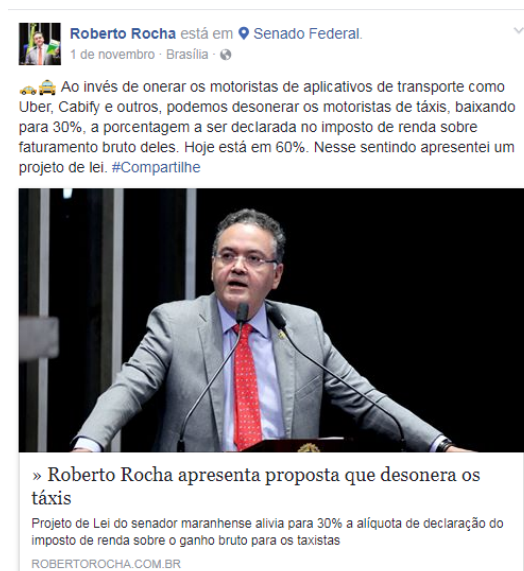 Roberto Rocha está em Senado Federal.
1 de novembro · Brasília ·
Ao invés de onerar os motoristas de aplicativos de transporte como
Uber, Cabify e outros, podemos desonerar os motoristas de táxis, baixando
para 30%, a porcentagem a ser declarada no imposto de renda sobre
faturamento bruto deles. Hoje está em 60%. Nesse sentindo apresentei um
projeto de lei. #Compartilhe
» Roberto Rocha apresenta proposta que desonera os
táxis
Projeto de Lei do senador maranhense alivia para 30% a alíquota de declaração do
imposto de renda sobre o ganho bruto para os taxistas
ROBERTOROCHA.COM.BR